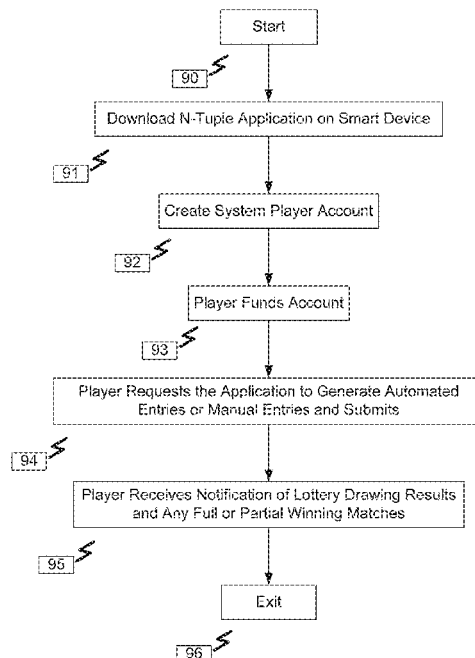 Start
90
Download N-Tuple Application on Smart Device
91
Create System Player Account
92
Player Funds Account
93
Player Requests the Application to Generate Automated
Entries or Manual Entries and Submits
94
Player Receives Notification of Lottery Drawing Results
and Any Full or Partial Winning Matches
95
Exit
96